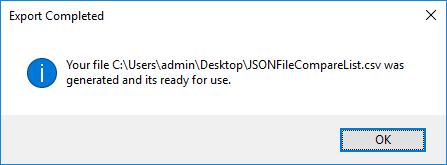 Export Completed
Your file C:\Users\admin\Desktop\JSONFileCompareList.csv was
generated and its ready for use.
OK